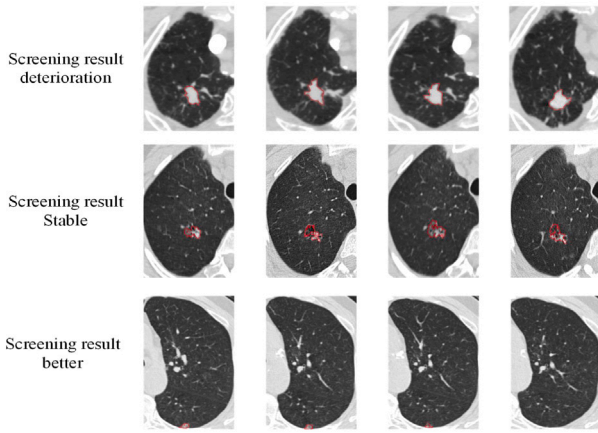 Screening result
deterioration
Screening result
Stable
Screening result
better